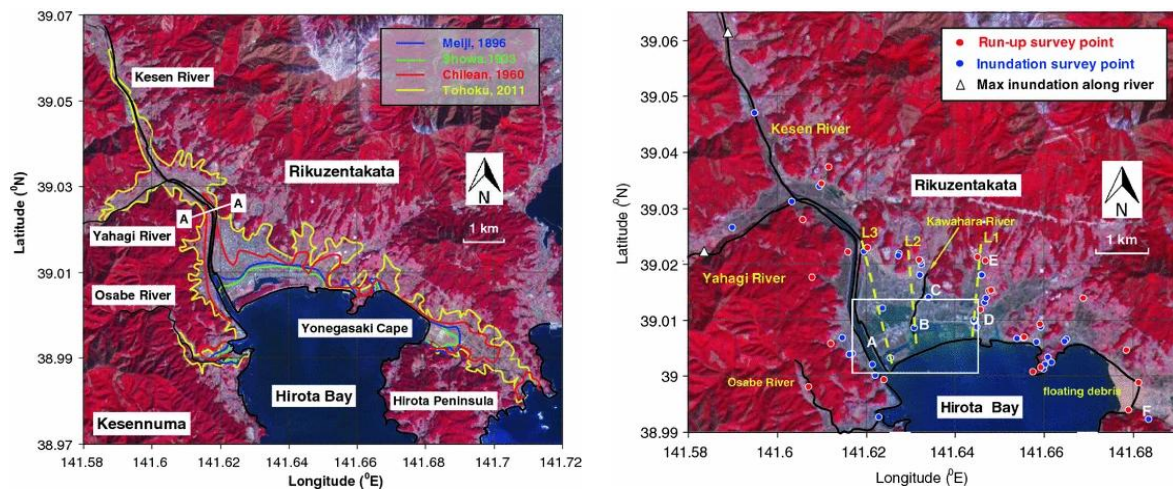 39.07
39.05
39.03
39.01
38.99
38.97
Latitude (⁰N)
Meiji, 1896
Showa, 1933
Chilean, 1960
Tohoku, 2011
Kesen River
Rikuzentakata
N
1 km
A
A
Yahagi River
Osabe River
Yonegasaki Cape
Hirota Bay
Hirota Peninsula
Kesennuma
141.58
141.6
141.62
141.64
141.66
141.68
141.7
141.72
Longitude (⁰E)
39.06
39.05
39.04
39.03
39.02
39.01
39
38.99
Latitude (⁰N)
Run-up survey point
Inundation survey point
Max inundation along river
Kesen River
Rikuzentakata
N
1 km
Kawahara River
L3
L2
L1
E
Yahagi River
C
B
D
A
Osabe River
floating debris
F
Hirota Bay
141.58
141.6
141.62
141.64
141.66
141.68
Longitude (⁰E)